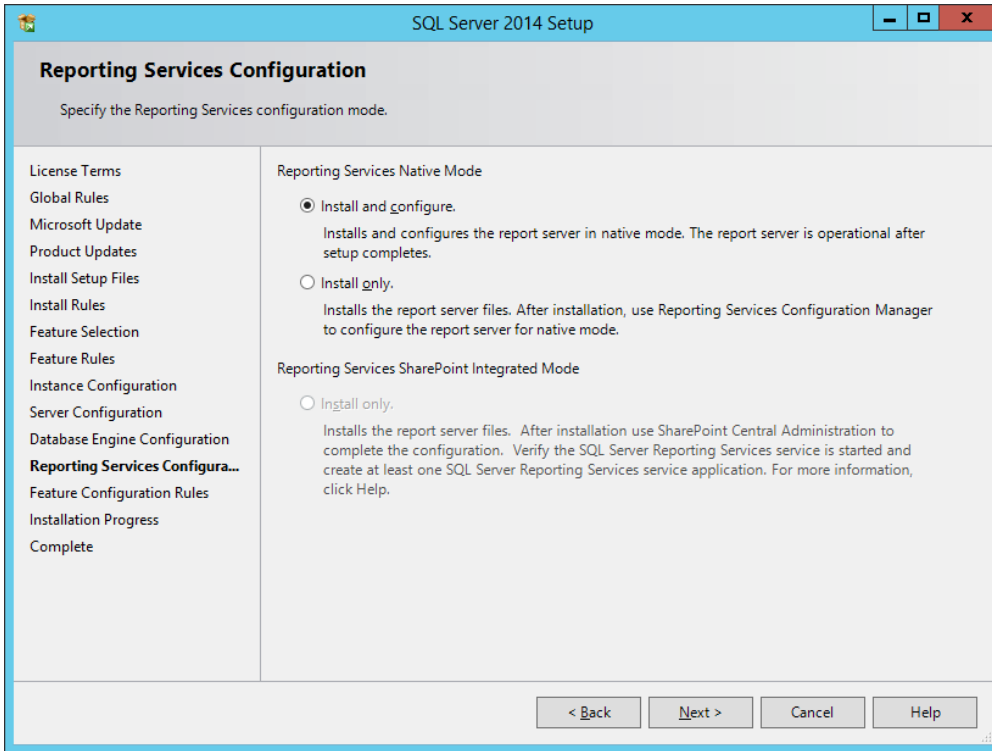 SQL Server 2014 Setup
Reporting Services Configuration
Specify the Reporting Services configuration mode.
License Terms
Global Rules
Microsoft Update
Product Updates
Install Setup Files
Install Rules
Feature Selection
Feature Rules
Instance Configuration
Server Configuration
Database Engine Configuration
Reporting Services Configura...
Feature Configuration Rules
Installation Progress
Complete
Reporting Services Native Mode
Install and configure.
Installs and configures the report server in native mode. The report server is operational after
setup completes.
Install only.
Installs the report server files. After installation, use Reporting Services Configuration Manager
to configure the report server for native mode.
Reporting Services SharePoint Integrated Mode
Install only.
Installs the report server files.  After installation use SharePoint Central Administration to
complete the configuration.  Verify the SQL Server Reporting Services service is started and
create at least one SQL Server Reporting Services service application. For more information,
click Help.
< Back
Next >
Cancel
Help